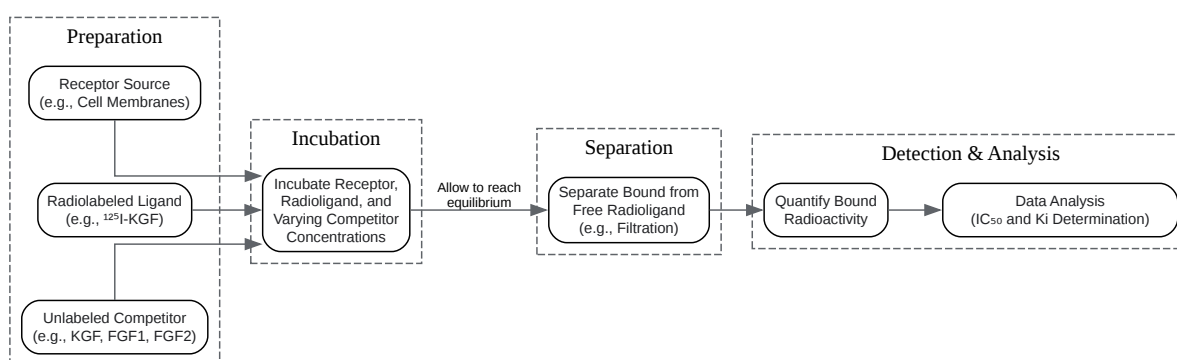 Preparation
Receptor Source
(e.g., Cell Membranes)
Radiolabeled Ligand
(e.g., ¹²⁵I-KGF)
Unlabeled Competitor
(e.g., KGF, FGF1, FGF2)
Incubation
Incubate Receptor,
Radioligand, and
Varying Competitor
Concentrations
Allow to reach
equilibrium
Separation
Separate Bound from
Free Radioligand
(e.g., Filtration)
Detection & Analysis
Quantify Bound
Radioactivity
Data Analysis
(IC₅₀ and Ki Determination)